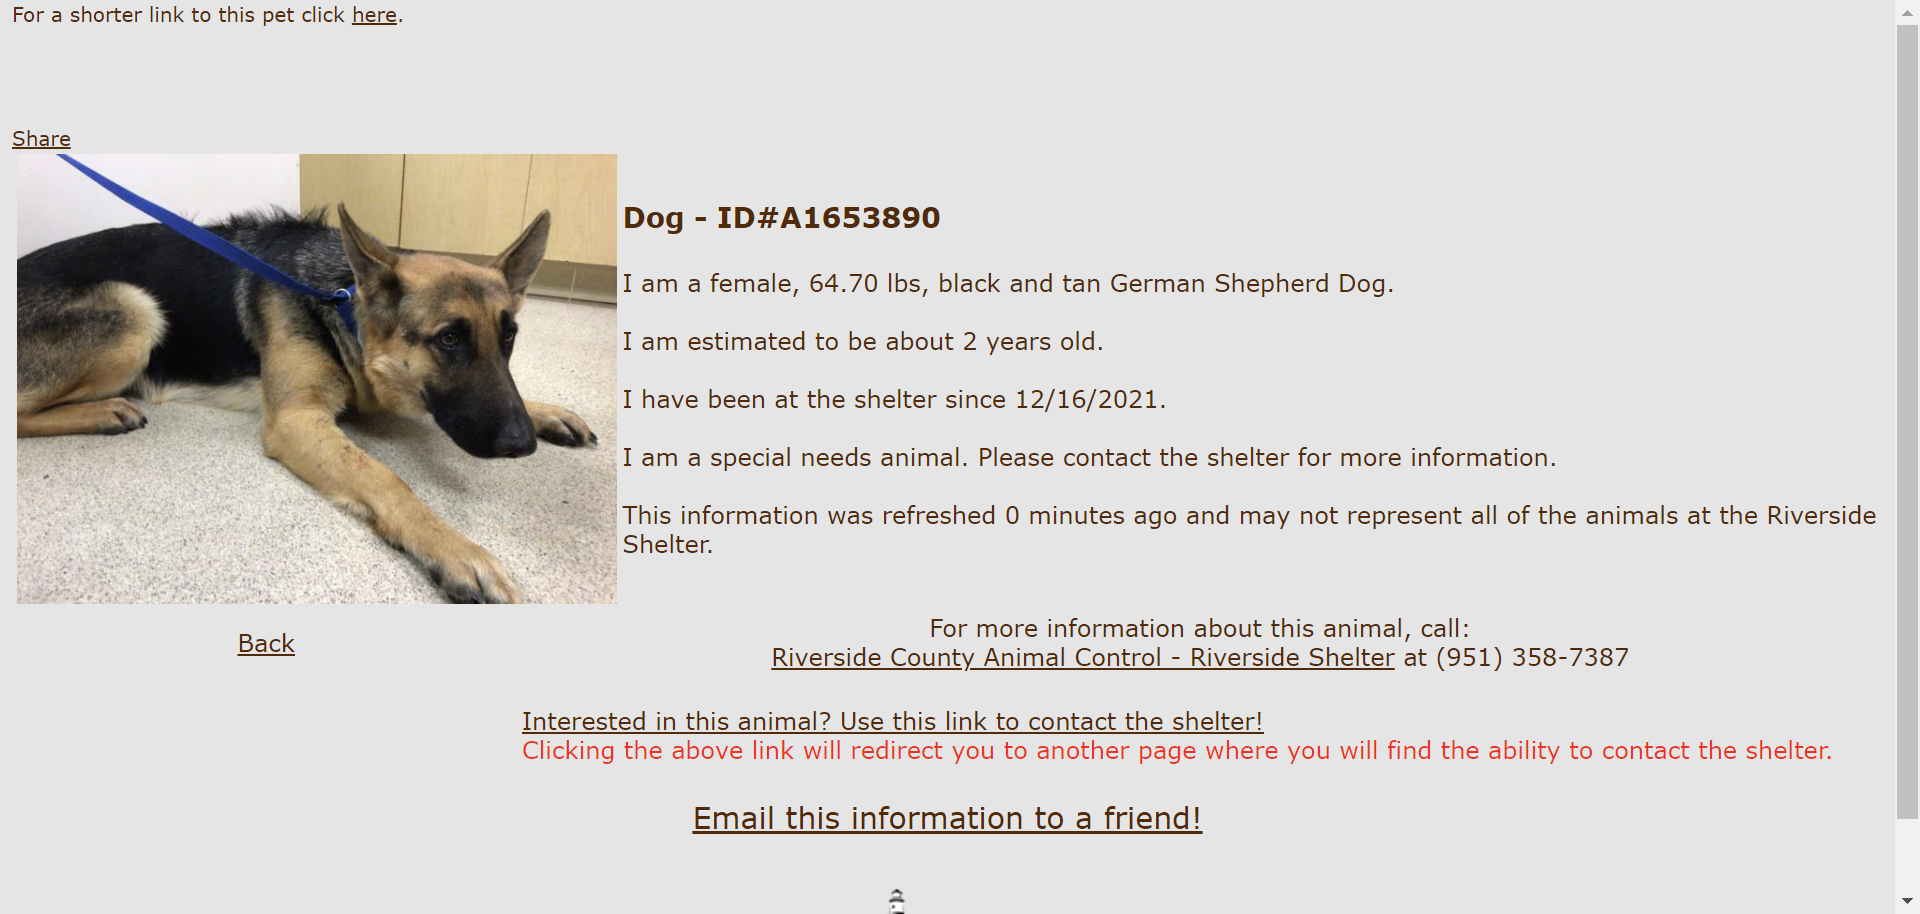 For a shorter link to this pet click here.
Share
Dog - ID#A1653890
I am a female, 64.70 lbs, black and tan German Shepherd Dog.
I am estimated to be about 2 years old.
I have been at the shelter since 12/16/2021.
I am a special needs animal. Please contact the shelter for more information.
This information was refreshed 0 minutes ago and may not represent all of the animals at the Riverside
Shelter.
Back
For more information about this animal, call:
Riverside County Animal Control - Riverside Shelter at (951) 358-7387
Interested in this animal? Use this link to contact the shelter!
Clicking the above link will redirect you to another page where you will find the ability to contact the shelter.
Email this information to a friend!